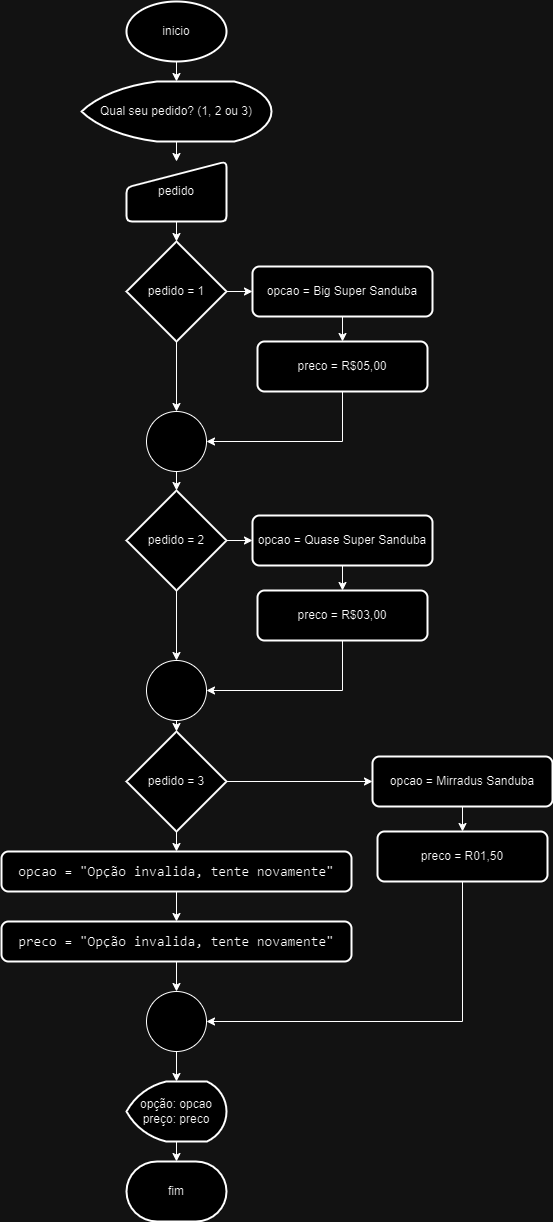 inicio
Qual seu pedido? (1, 2 ou 3)
pedido
pedido = 1
opcao = Big Super Sanduba
preco = R$05,00
pedido = 2
opcao = Quase Super Sanduba
preco = R$03,00
pedido = 3
opcao = Mirradus Sanduba
preco = R01,50
opcao = "Opção invalida, tente novamente"
preco = "Opção invalida, tente novamente"
opção: opcao
preço: preco
fim